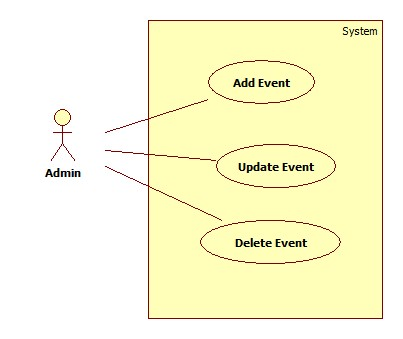 System
Add Event
Admin
Update Event
Delete Event